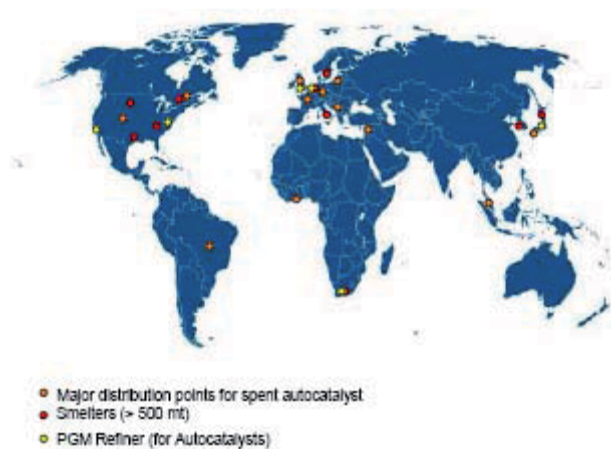 Major distribution points for spent autocatalyst
Smelters (> 500 mt)
PGM Refiner (for Autocatalysts)